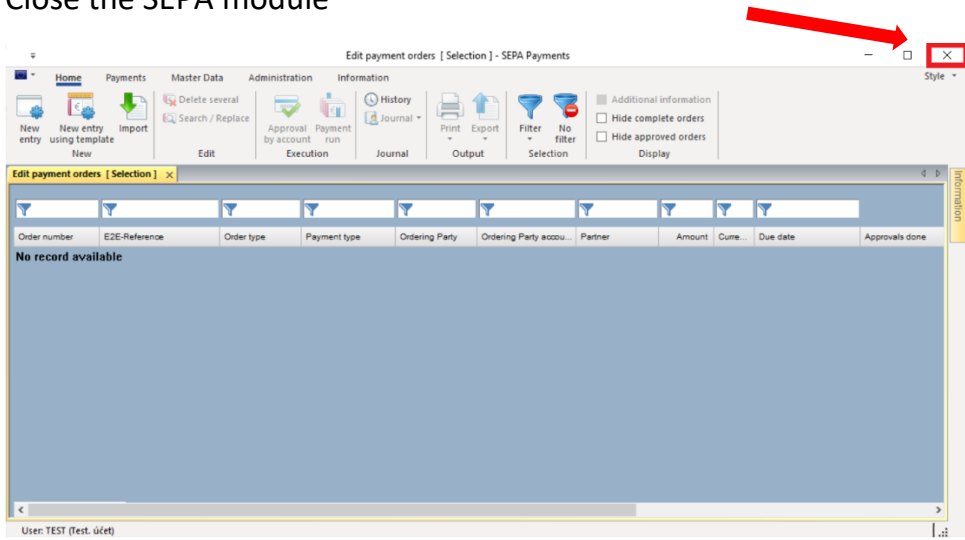 Close the SEPA module
Edit payment orders [ Selection ] - SEPA Payments
Home Payments Master Data Administration Information Style
New entry
New entry using template
Import
New
Delete several
Search / Replace
Edit
Approval by account
Payment run
Execution
History
Journal
Journal
Print
Export
Output
Filter
No filter
Selection
Additional information
Hide complete orders
Hide approved orders
Display
Edit payment orders [ Selection ]
Information
Order number E2E-Reference Order type Payment type Ordering Party Ordering Party accou... Partner Amount Curre... Due date Approvals done
No record available
User: TEST (Test. účet)